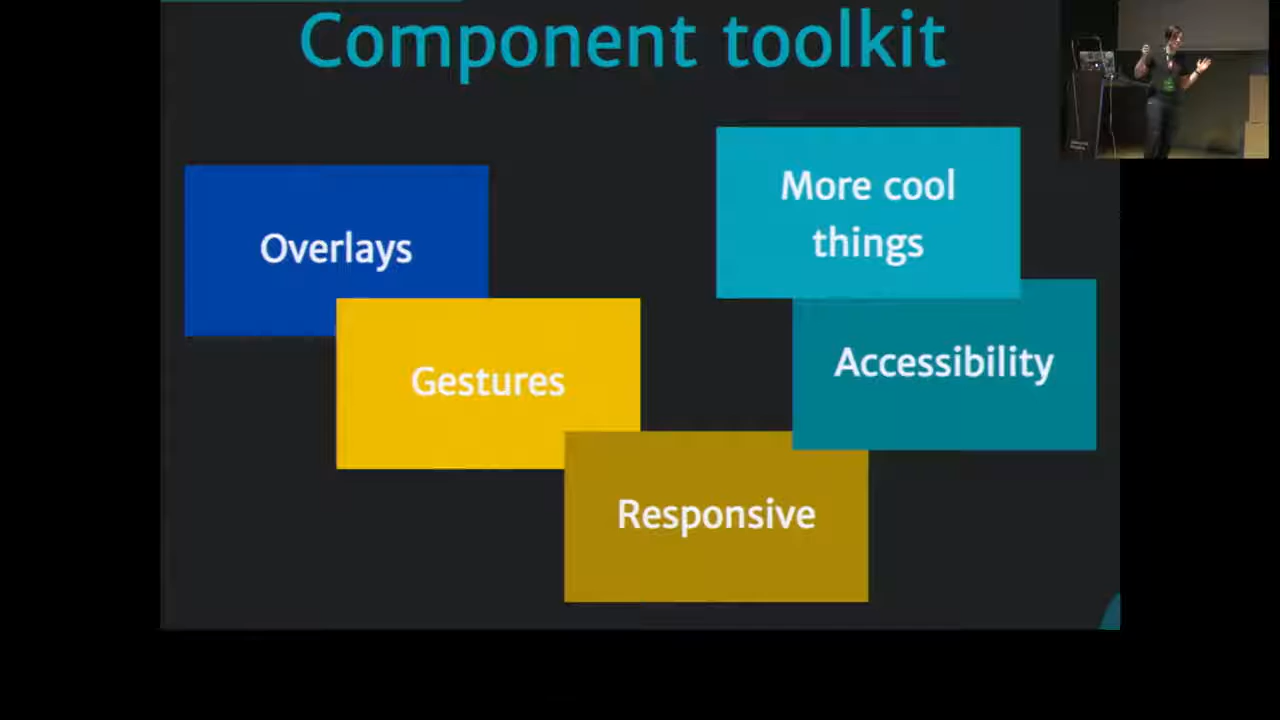 Component toolkit
Overlays
More cool
things
Gestures
Accessibility
Responsive